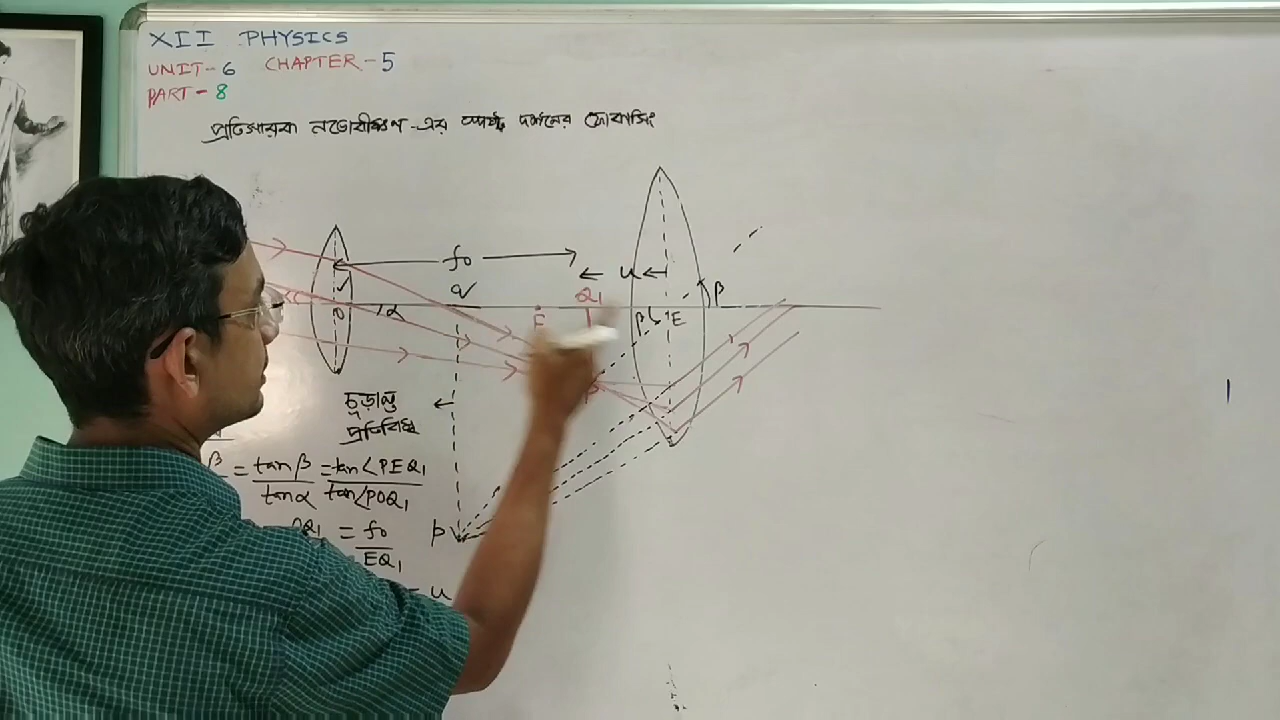 XII PHYSICS
UNIT-6 CHAPTER-5
PART-8
প্রতিসারক নভোবীক্ষণ-এর স্পষ্ট দর্শনের ফোকাসিং
fo
u
q
Q1
β
O
α
F
β
E
চূড়ান্ত
প্রতিবিম্ব
β = tanβ = tan∠PEQ1
tanα tan∠POQ1
p
= fo
EQ1
= u